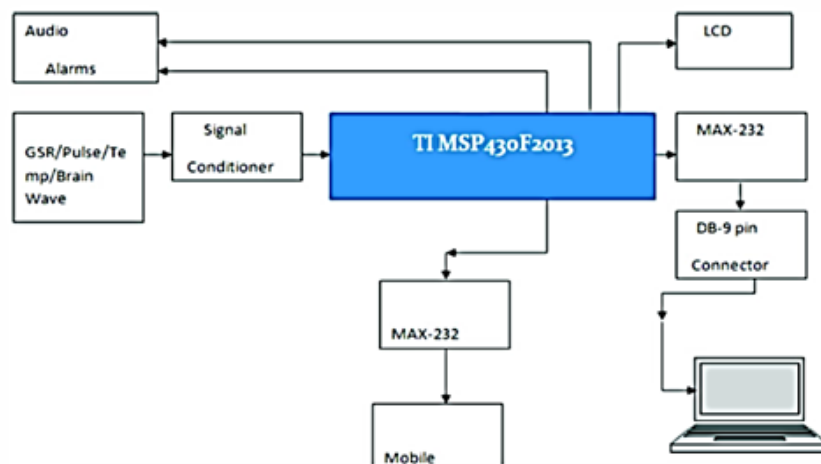 Audio
Alarms
LCD
GSR/Pulse/Te
mp/Brain
Wave
Signal
Conditioner
TI MSP430F2013
MAX-232
DB-9 pin
Connector
MAX-232
Mobile